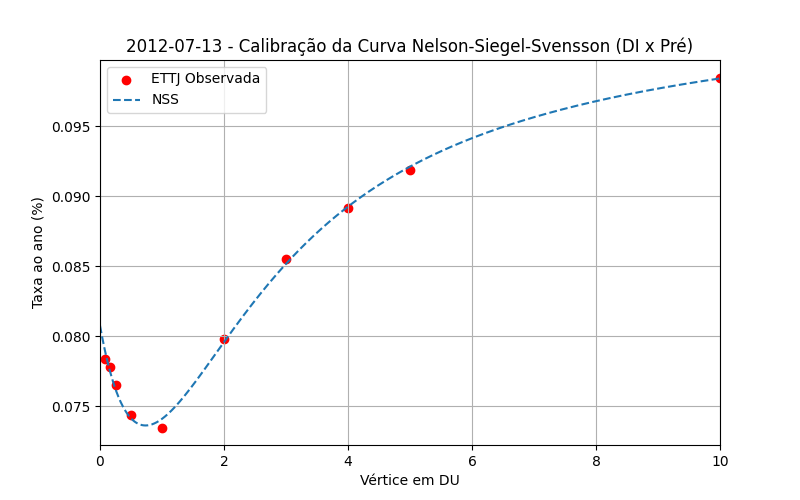 2012-07-13 - Calibração da Curva Nelson-Siegel-Svensson (DI x Pré)
ETTJ Observada
NSS
Taxa ao ano (%)
0.095
0.090
0.085
0.080
0.075
0 2 4 6 8 10
Vértice em DU